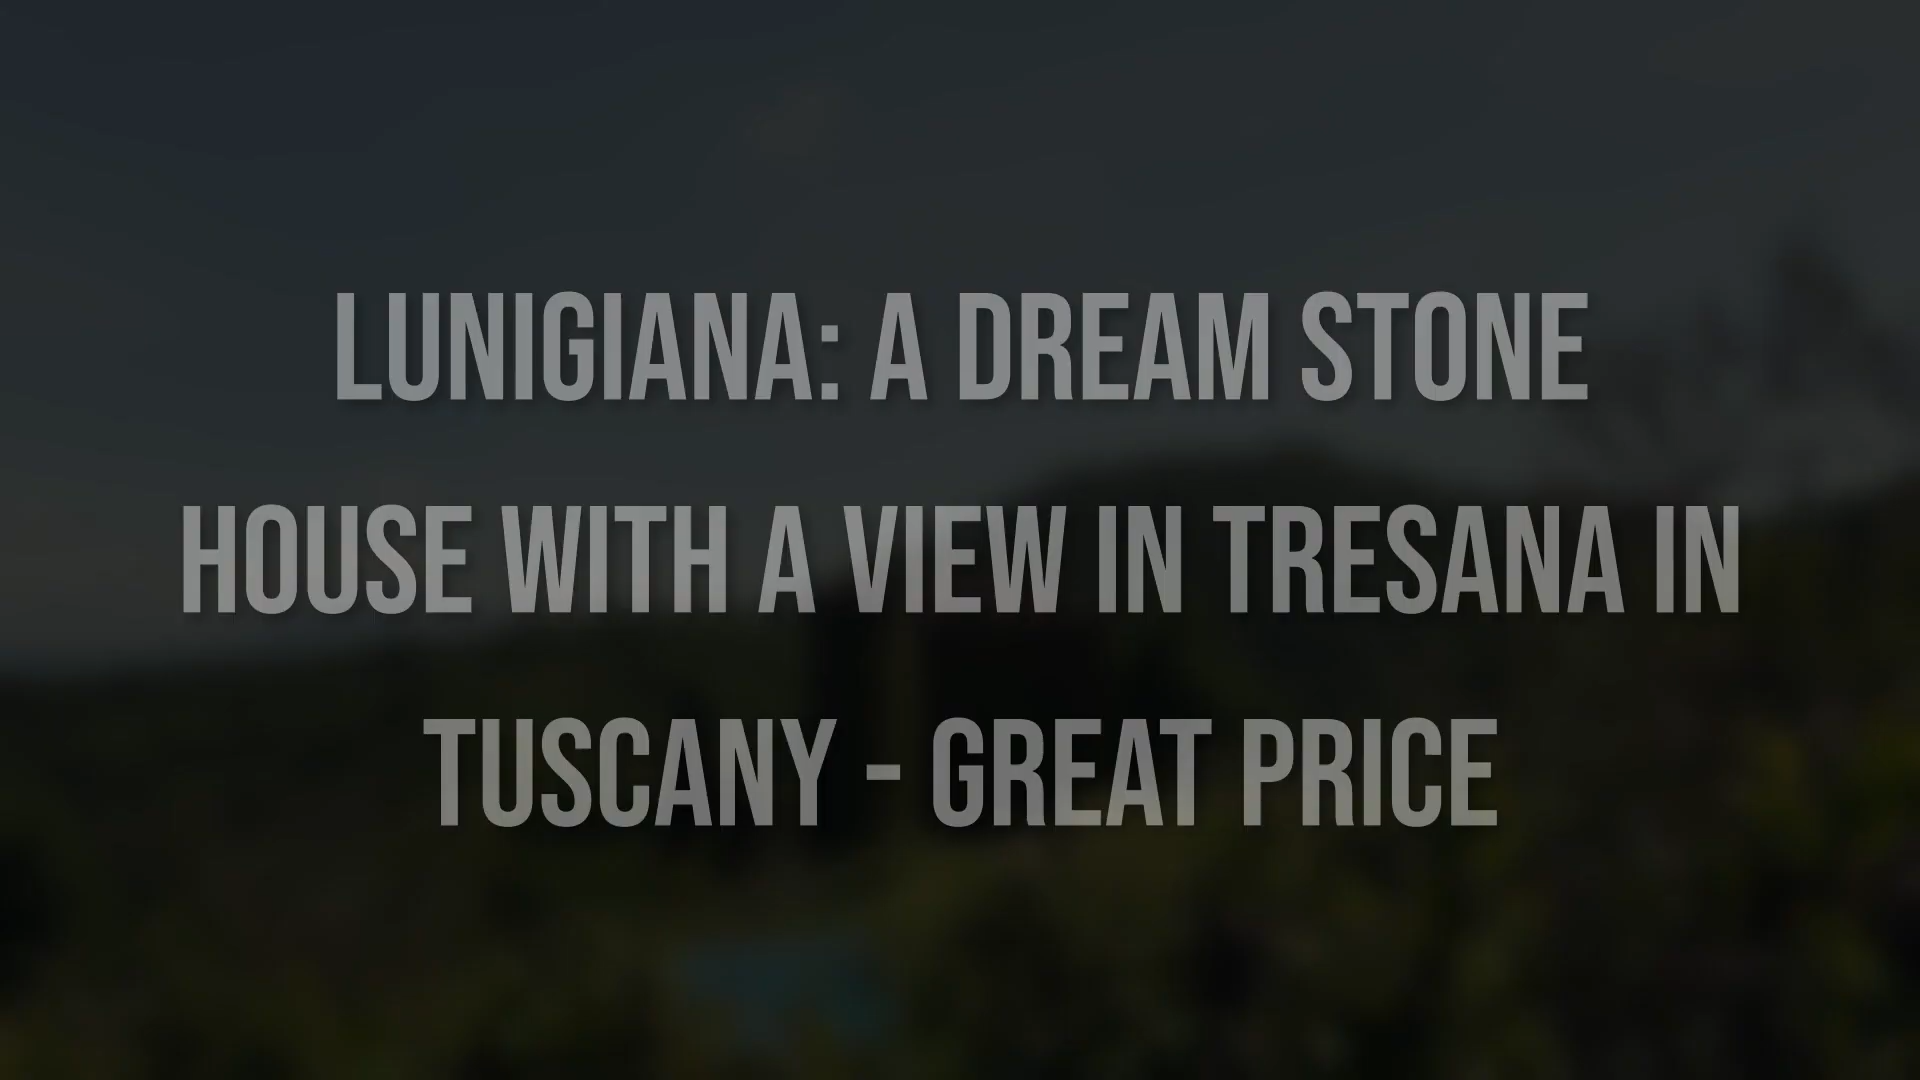 LUNIGIANA: A DREAM STONE
HOUSE WITH A VIEW IN TRESANA IN
TUSCANY - GREAT PRICE